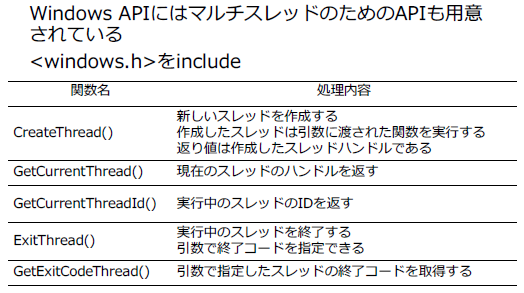 Windows APIにはマルチスレッドのためのAPIも用意
されている
<windows.h>をinclude
関数名 処理内容
CreateThread() 新しいスレッドを作成する
作成したスレッドは引数に渡された関数を実行する
返り値は作成したスレッドハンドルである
GetCurrentThread() 現在のスレッドのハンドルを返す
GetCurrentThreadId() 実行中のスレッドのIDを返す
ExitThread() 実行中のスレッドを終了する
引数で終了コードを指定できる
GetExitCodeThread() 引数で指定したスレッドの終了コードを取得する